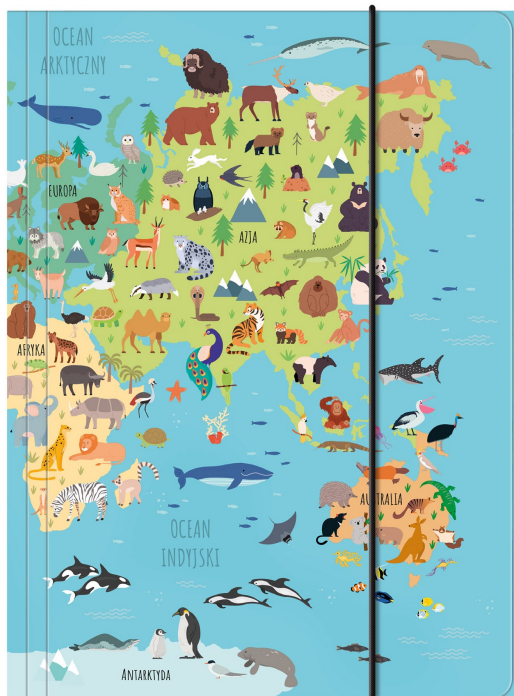 OCEAN
ARKTYCZNY
EUROPA
AZJA
AFRYKA
AUSTRALIA
OCEAN
INDYJSKI
ANTARKTYDA